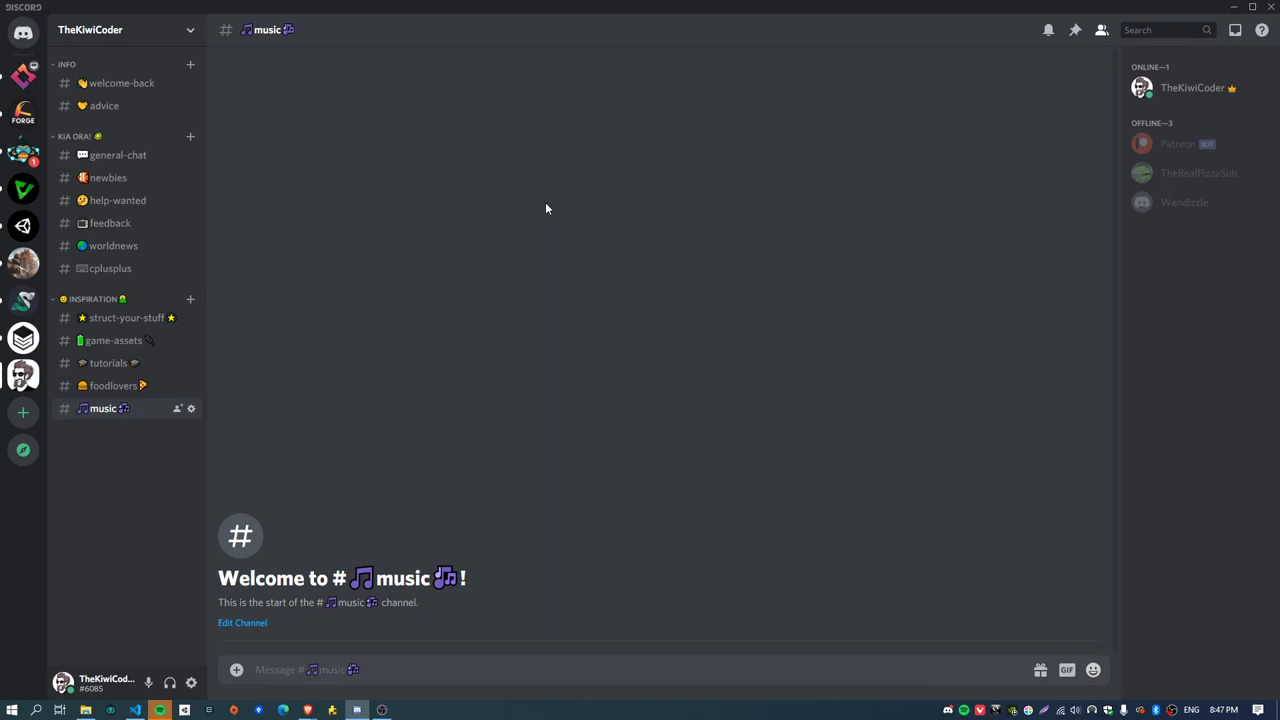 DISCORD
TheKiwiCoder
# 🎵music🎶
Search
INFO
# 👋welcome-back
# 🤝advice
KIA ORA! 🥝
# 💬general-chat
# 🐠newbies
# 🤔help-wanted
# 📺feedback
# 🌏worldnews
# ⌨cplusplus
INSPIRATION
# ⭐struct-your-stuff⭐
# 🔋game-assets🔌
# 🎓tutorials🎓
# 🍔foodlovers🍕
# 🎵music🎶
FORGE
1
Welcome to #🎵music🎶!
This is the start of the #🎵music🎶 channel.
Edit Channel
Message #🎵music🎶
GIF
ONLINE—1
TheKiwiCoder
OFFLINE—3
Patreon BOT
TheRealPizzaSub
Wendizzle
TheKiwiCod...
#6085
ENG
8:47 PM